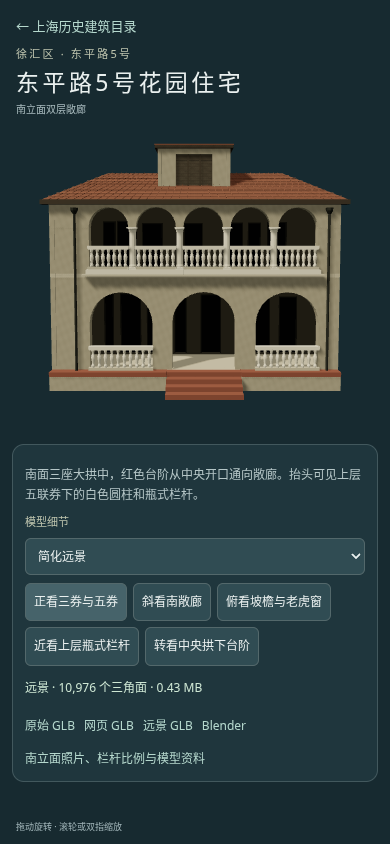 ← 上海历史建筑目录
徐汇区 · 东平路5号
东平路5号花园住宅
南立面双层敞廊
南面三座大拱中，红色台阶从中央开口通向敞廊。抬头可见上层
五联券下的白色圆柱和瓶式栏杆。
模型细节
简化远景
正看三券与五券 斜看南敞廊 俯看坡檐与老虎窗
近看上层瓶式栏杆 转看中央拱下台阶
远景 · 10,976 个三角面 · 0.43 MB
原始 GLB 网页 GLB 远景 GLB Blender
南立面照片、栏杆比例与模型资料
拖动旋转 · 滚轮或双指缩放